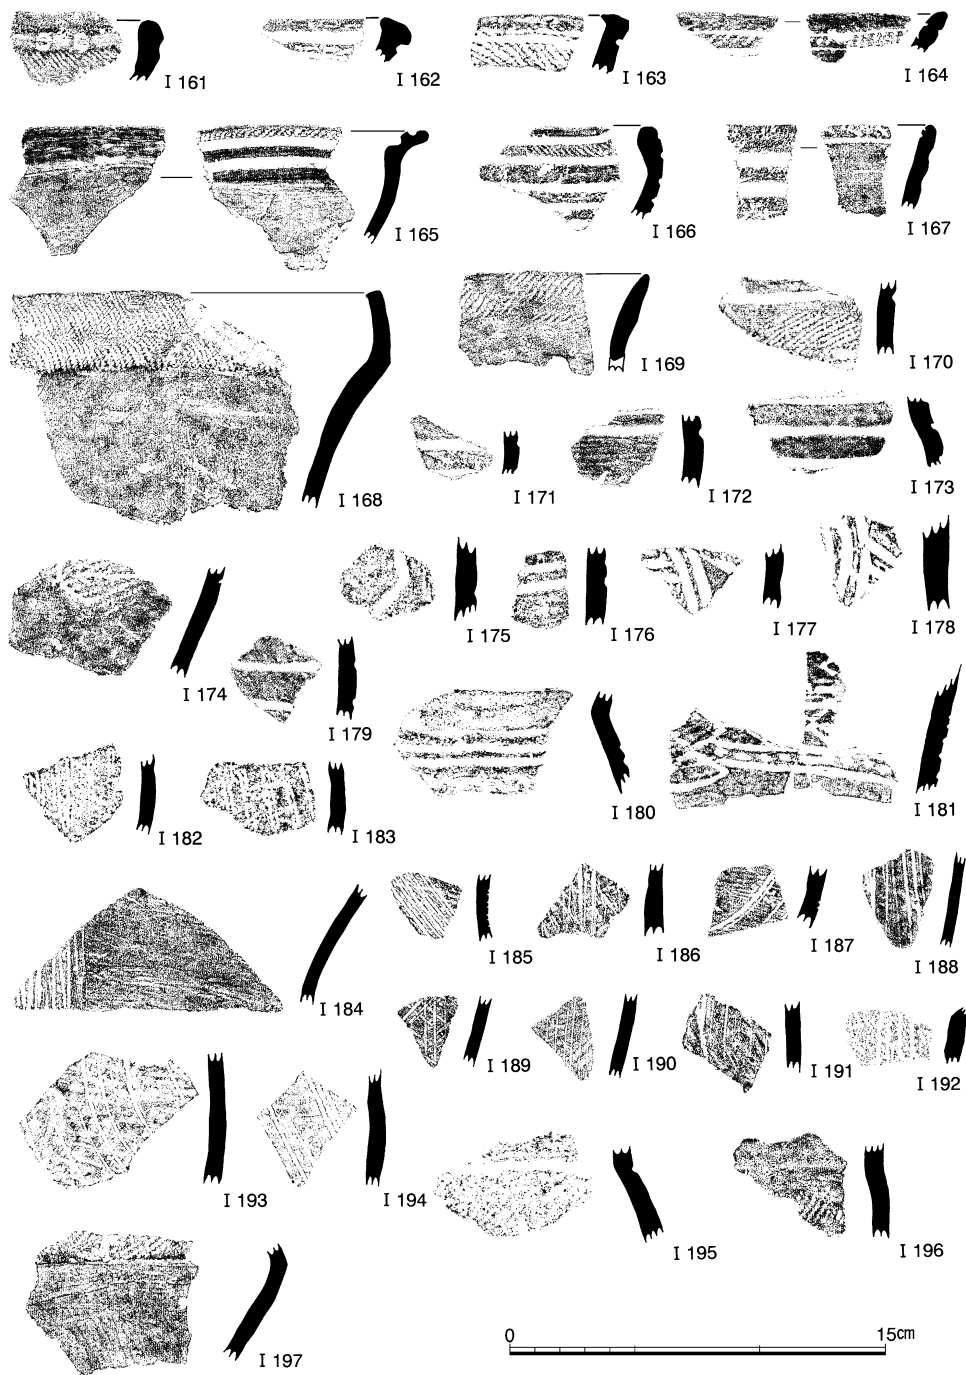 I 161
I 162
I 163
I 164
I 165
I 166
I 167
I 168
I 169
I 170
I 171
I 172
I 173
I 174
I 175
I 176
I 177
I 178
I 179
I 180
I 181
I 182
I 183
I 184
I 185
I 186
I 187
I 188
I 189
I 190
I 191
I 192
I 193
I 194
I 195
I 196
I 197
0 15cm